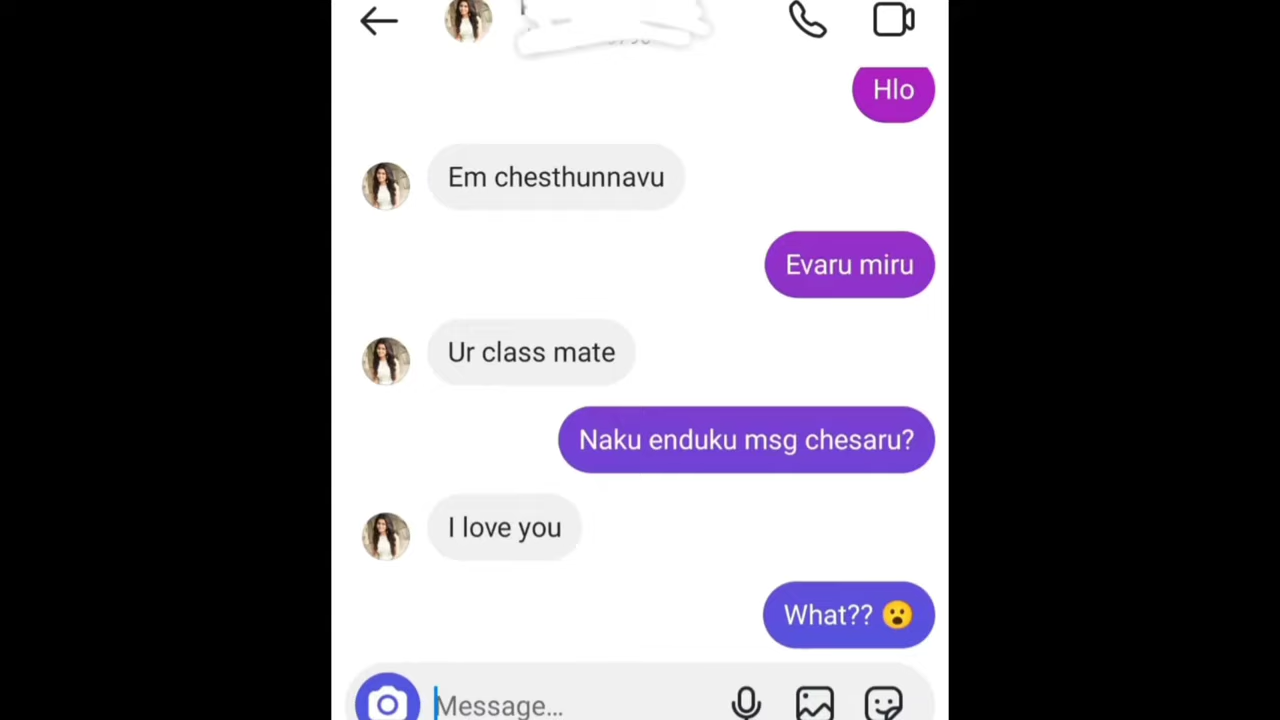 Hlo
Em chesthunnavu
Evaru miru
Ur class mate
Naku enduku msg chesaru?
I love you
What?? 😮
Message...